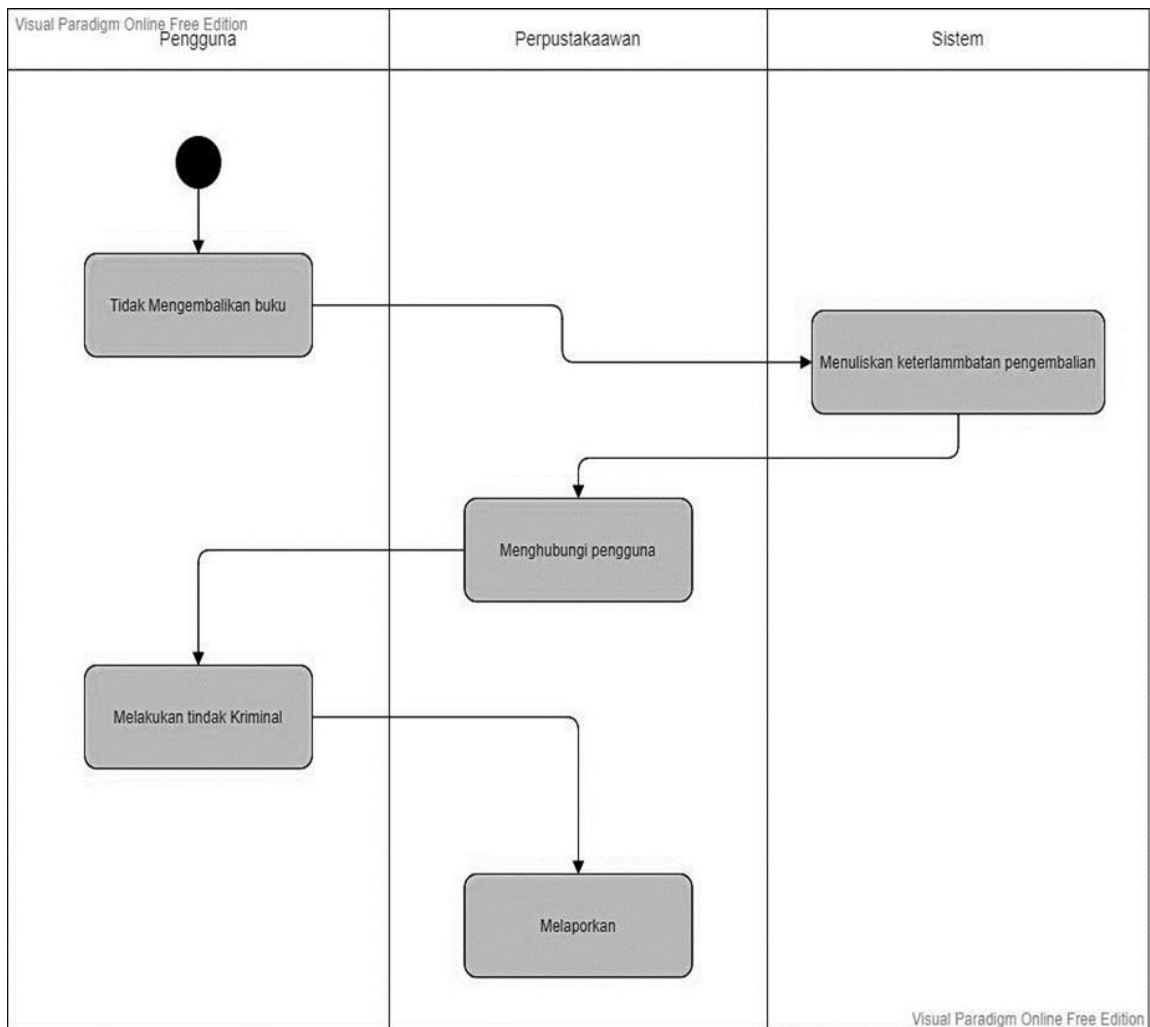 Visual Paradigm Online Free Edition
Pengguna
Perpustakaawan
Sistem
Tidak Mengembalikan buku
Menuliskan keterlammbatan pengembalian
Menghubungi pengguna
Melakukan tindak Kriminal
Melaporkan
Visual Paradigm Online Free Edition